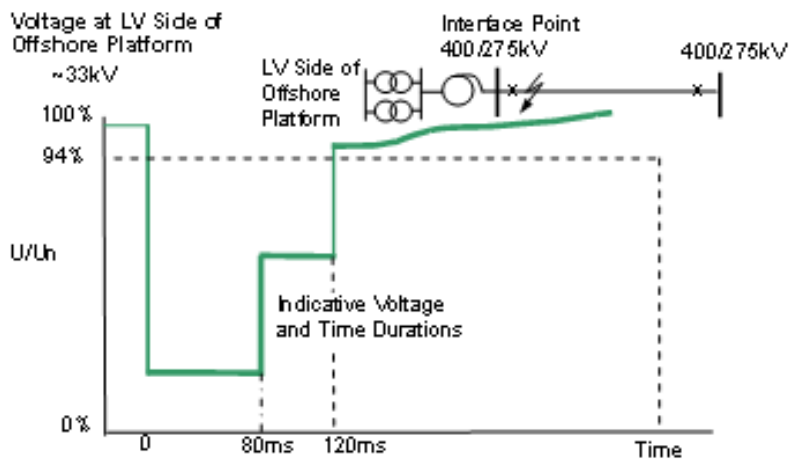 Voltage at LV Side of
Offshore Platform
~33kV
Interface Point
400/275kV
400/275kV
LV Side of
Offshore
Platform
100%
94%
U/Un
Indicative Voltage
and Time Durations
0%
0
80ms
120ms
Time